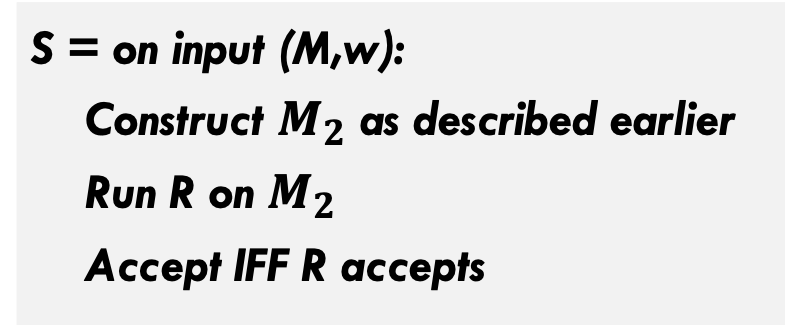 S = on input (M,w):
Construct M₂ as described earlier
Run R on M₂
Accept IFF R accepts